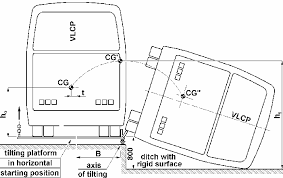 VLCP
CG'
CG
t
CG"
VLCP
h₀
h₁
tilting platform
in horizontal
starting position
B
axis
of tilting
800
ditch with
rigid surface